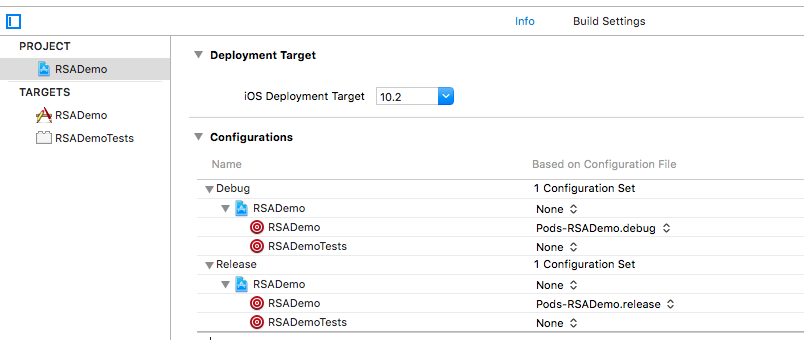 Info Build Settings
PROJECT
RSADemo
TARGETS
RSADemo
RSADemoTests
Deployment Target
iOS Deployment Target 10.2
Configurations
Name Based on Configuration File
Debug 1 Configuration Set
RSADemo None
RSADemo Pods-RSADemo.debug
RSADemoTests None
Release 1 Configuration Set
RSADemo None
RSADemo Pods-RSADemo.release
RSADemoTests None